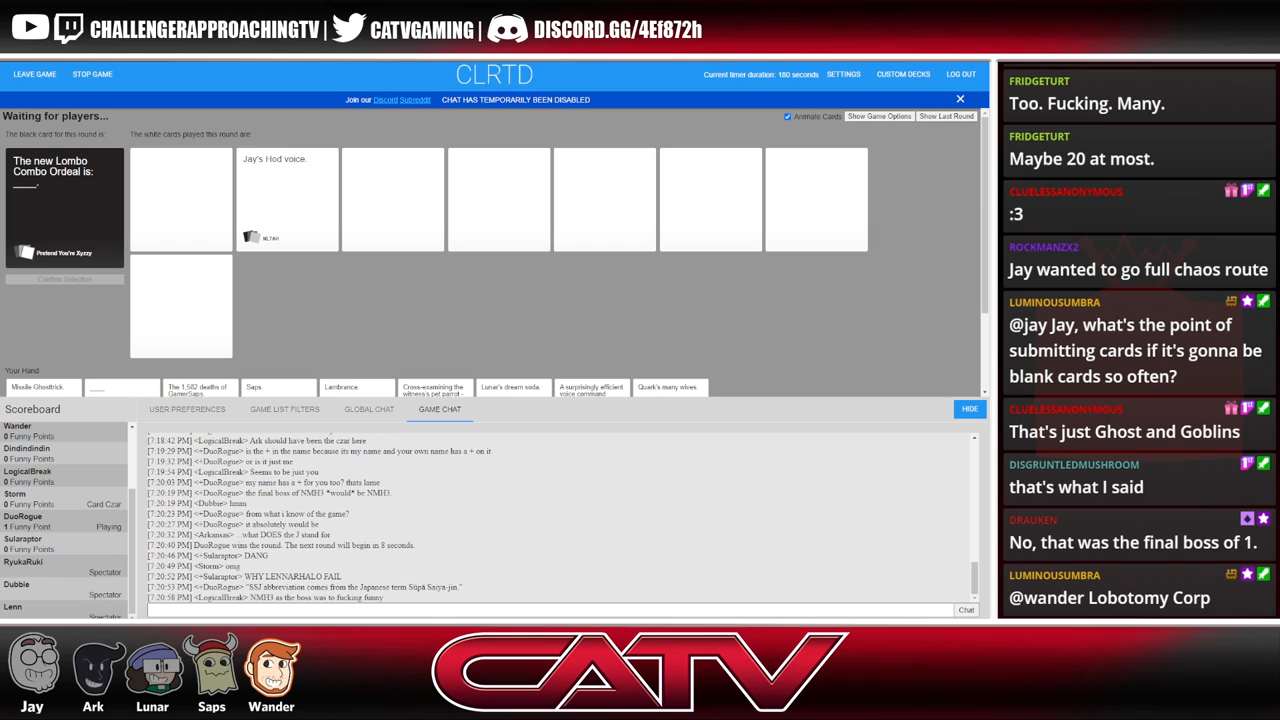 CHALLENGERAPPROACHINGTV | CATVGAMING | DISCORD.GG/4Ef872h
LEAVE GAME STOP GAME CLRTD Current timer duration: 180 seconds SETTINGS CUSTOM DECKS LOG OUT
Join our Discord Subreddit CHAT HAS TEMPORARILY BEEN DISABLED ✕
Waiting for players...
Animate Cards Show Game Options Show Last Round
The black card for this round is: The white cards played this round are:
The new Lombo
Combo Ordeal is:
_____.
Pretend You're Xyzzy
Confirm Selection
Jay's Hod voice.
NL7AH
Your Hand
Missile Ghosttrick.
____
The 1,582 deaths of
GamerSaps
Saps.
Lambrance.
Cross-examining the
witness's pet parrot -
Lunar's dream soda.
A surprisingly efficient
voice command
Quark's many wives.
Scoreboard
Wander
0 Funny Points
Dindindindin
0 Funny Points
LogicalBreak
0 Funny Points
Storm
0 Funny Points Card Czar
DuoRogue
1 Funny Point Playing
Sularaptor
0 Funny Points
RyukaRuki
Spectator
Dubbie
Spectator
Lenn
Spectator
USER PREFERENCES GAME LIST FILTERS GLOBAL CHAT GAME CHAT HIDE
[7:18:42 PM] <LogicalBreak> Ark should have been the czar here
[7:19:29 PM] <+DuoRogue> is the + in the name because its my name and your own name has a + on it
[7:19:32 PM] <+DuoRogue> or is it just me
[7:19:54 PM] <LogicalBreak> Seems to be just you
[7:20:03 PM] <+DuoRogue> my name has a + for you too? thats lame
[7:20:19 PM] <+DuoRogue> the final boss of NMH3 *would* be NMH3.
[7:20:19 PM] <Dubbie> hmm
[7:20:23 PM] <+DuoRogue> from what i know of the game?
[7:20:27 PM] <+DuoRogue> it absolutely would be
[7:20:32 PM] <Arkansas> ...what DOES the J stand for
[7:20:40 PM] DuoRogue wins the round. The next round will begin in 8 seconds.
[7:20:46 PM] <+Sularaptor> DANG
[7:20:49 PM] <Storm> omg
[7:20:52 PM] <+Sularaptor> WHY LENNARHALO FAIL
[7:20:53 PM] <+DuoRogue> "SSJ abbreviation comes from the Japanese term Sūpā Saiya-jin."
[7:20:58 PM] <LogicalBreak> NMH3 as the boss was to fucking funny
Chat
FRIDGETURT
Too. Fucking. Many.
FRIDGETURT
Maybe 20 at most.
CLUELESSANONYMOUS
:3
ROCKMANZX2
Jay wanted to go full chaos route
LUMINOUSUMBRA
@jay Jay, what's the point of
submitting cards if it's gonna be
blank cards so often?
CLUELESSANONYMOUS
That's just Ghost and Goblins
DISGRUNTLEDMUSHROOM
that's what I said
DRAUKEN
No, that was the final boss of 1.
LUMINOUSUMBRA
@wander Lobotomy Corp
Jay Ark Lunar Saps Wander
CATV